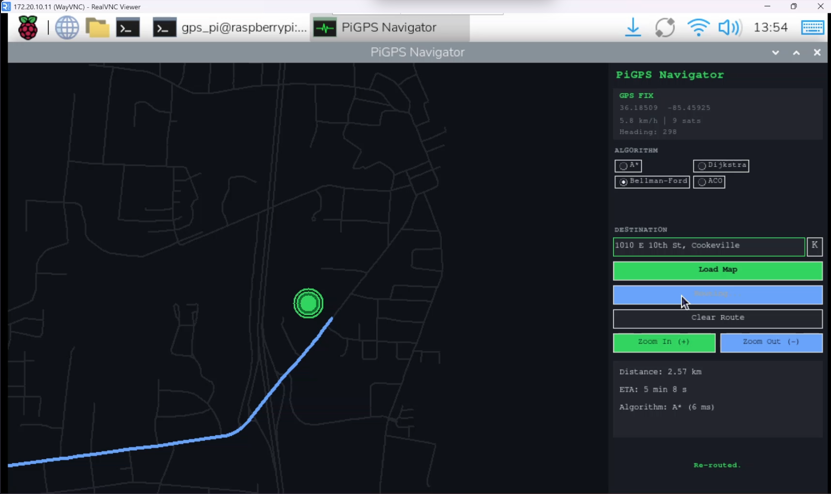 172.20.10.11 (WayVNC) - RealVNC Viewer
gps_pi@raspberrypi:...
PiGPS Navigator
13:54
PiGPS Navigator
PiGPS Navigator
GPS FIX
36.18509 -85.45925
5.8 km/h | 9 sats
Heading: 298
ALGORITHM
A*
Dijkstra
Bellman-Ford
ACO
DESTINATION
1010 E 10th St, Cookeville
K
Load Map
Clear Route
Zoom In (+)
Zoom Out (-)
Distance: 2.57 km
ETA: 5 min 8 s
Algorithm: A* (6 ms)
Re-routed.